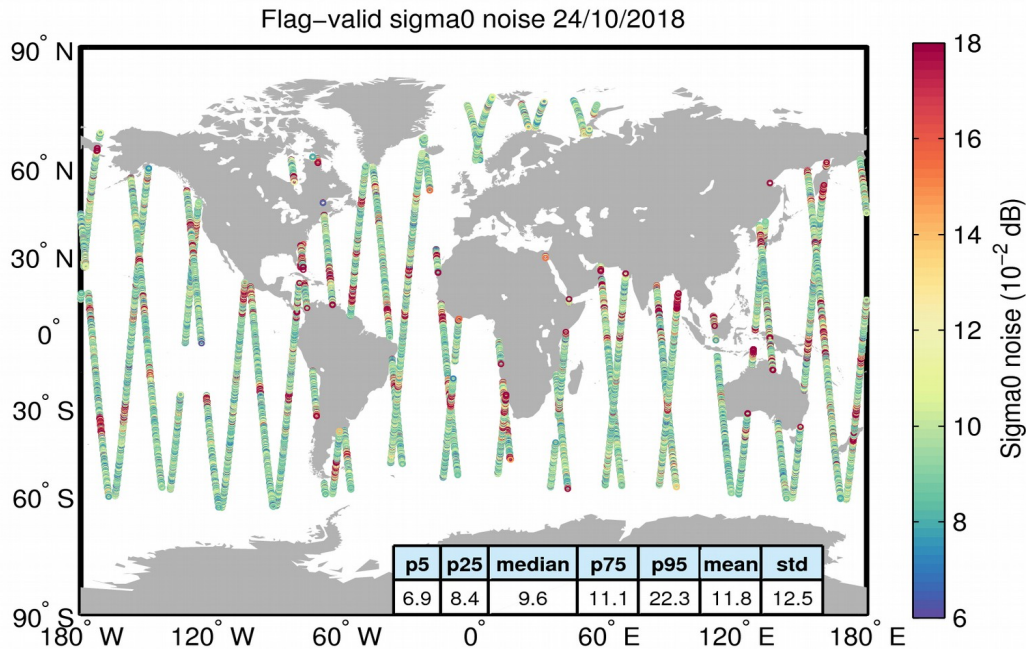 Flag−valid sigma0 noise 24/10/2018
90° N
60° N
30° N
0°
30° S
60° S
90° S
180° W
120° W
60° W
0°
60° E
120° E
180° E
p5 p25 median p75 p95 mean std
6.9 8.4 9.6 11.1 22.3 11.8 12.5
18
16
14
12
10
8
6
Sigma0 noise (10⁻² dB)